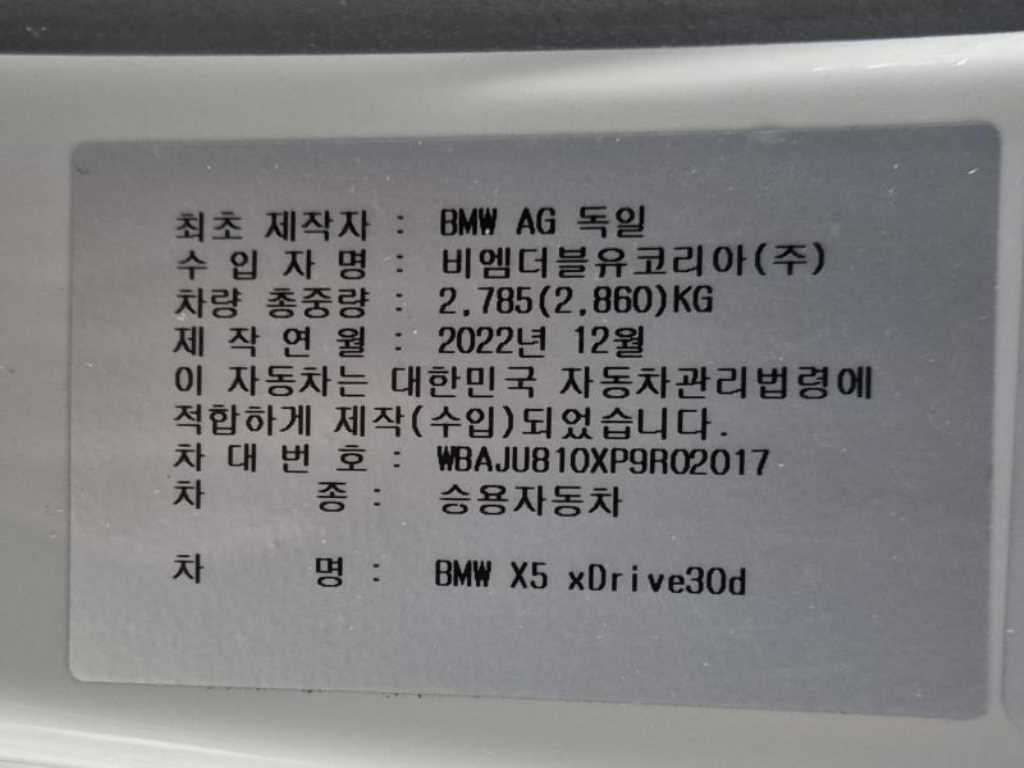 최초 제작자 : BMW AG 독일
수 입 자 명 : 비엠더블유코리아(주)
차량 총중량 : 2,785(2,860)KG
제 작 연 월 : 2022년 12월
이 자동차는 대한민국 자동차관리법령에
적합하게 제작(수입)되었습니다.
차 대 번 호 : WBAJU810XP9R02017
차 종 : 승용자동차
차 명 : BMW X5 xDrive30d